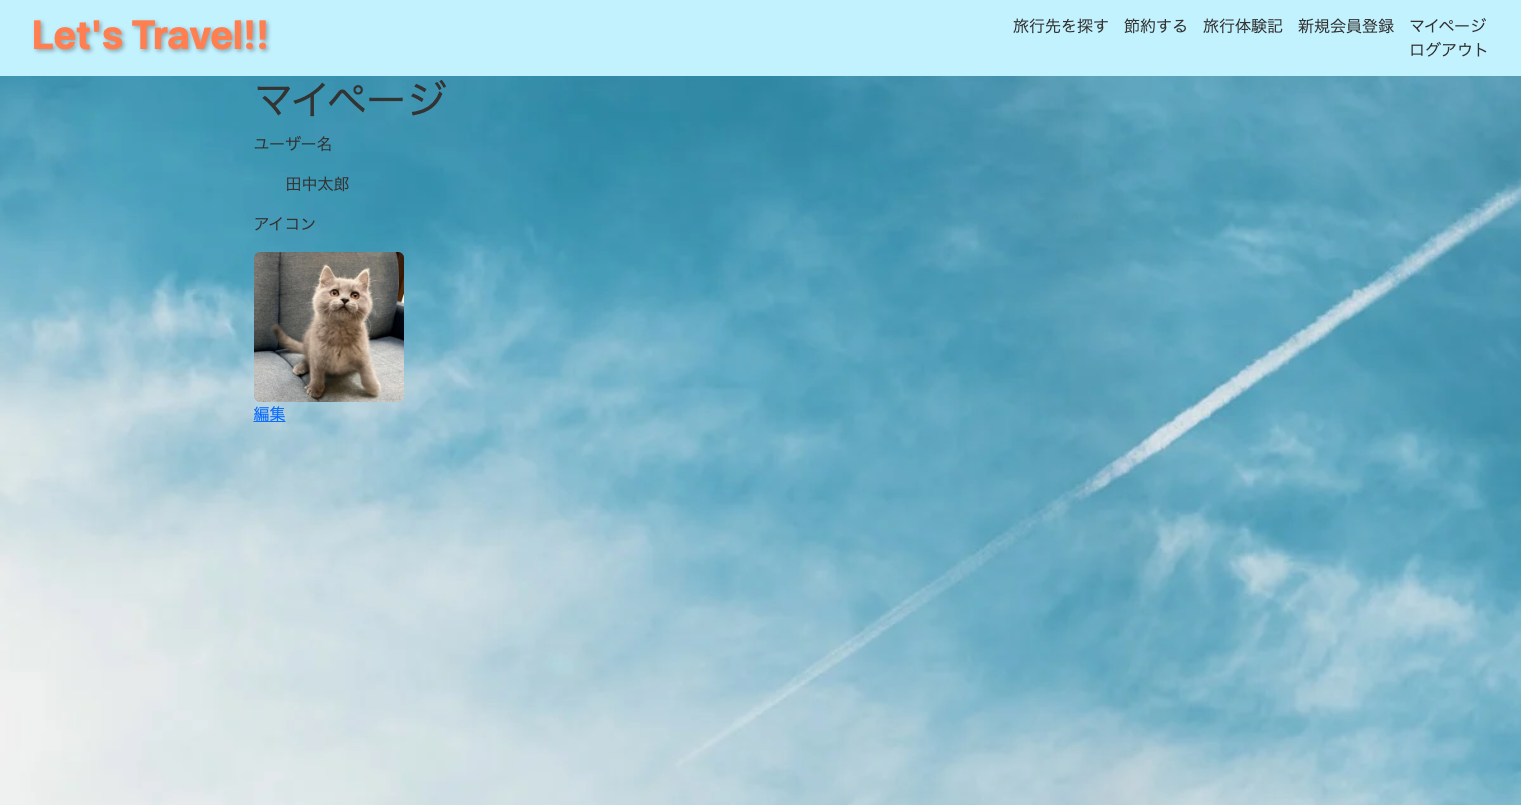 Let's Travel!!
旅行先を探す 節約する 旅行体験記 新規会員登録 マイページ
ログアウト
マイページ
ユーザー名
田中太郎
アイコン
編集